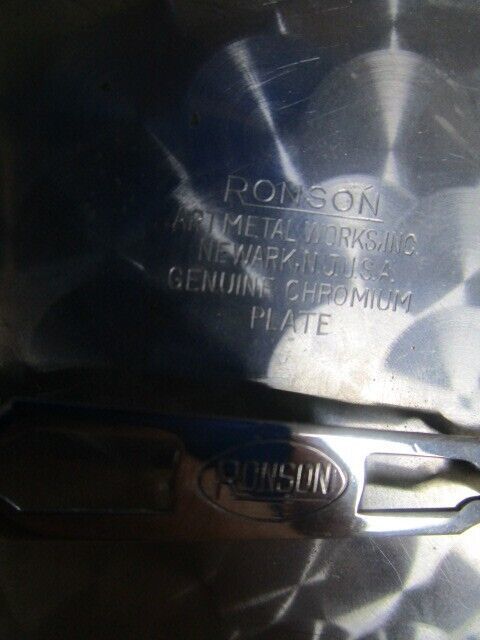 RONSON
ART METAL WORKS, INC.
NEWARK, N.J. U.S.A.
GENUINE CHROMIUM
PLATE
RONSON